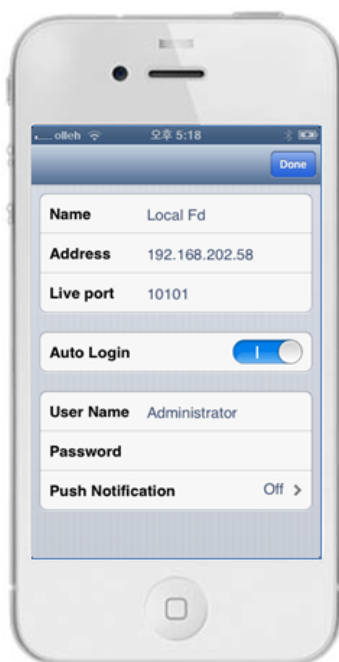 olleh 오후 5:18
Done
Name Local Fd
Address 192.168.202.58
Live port 10101
Auto Login
User Name Administrator
Password
Push Notification Off >